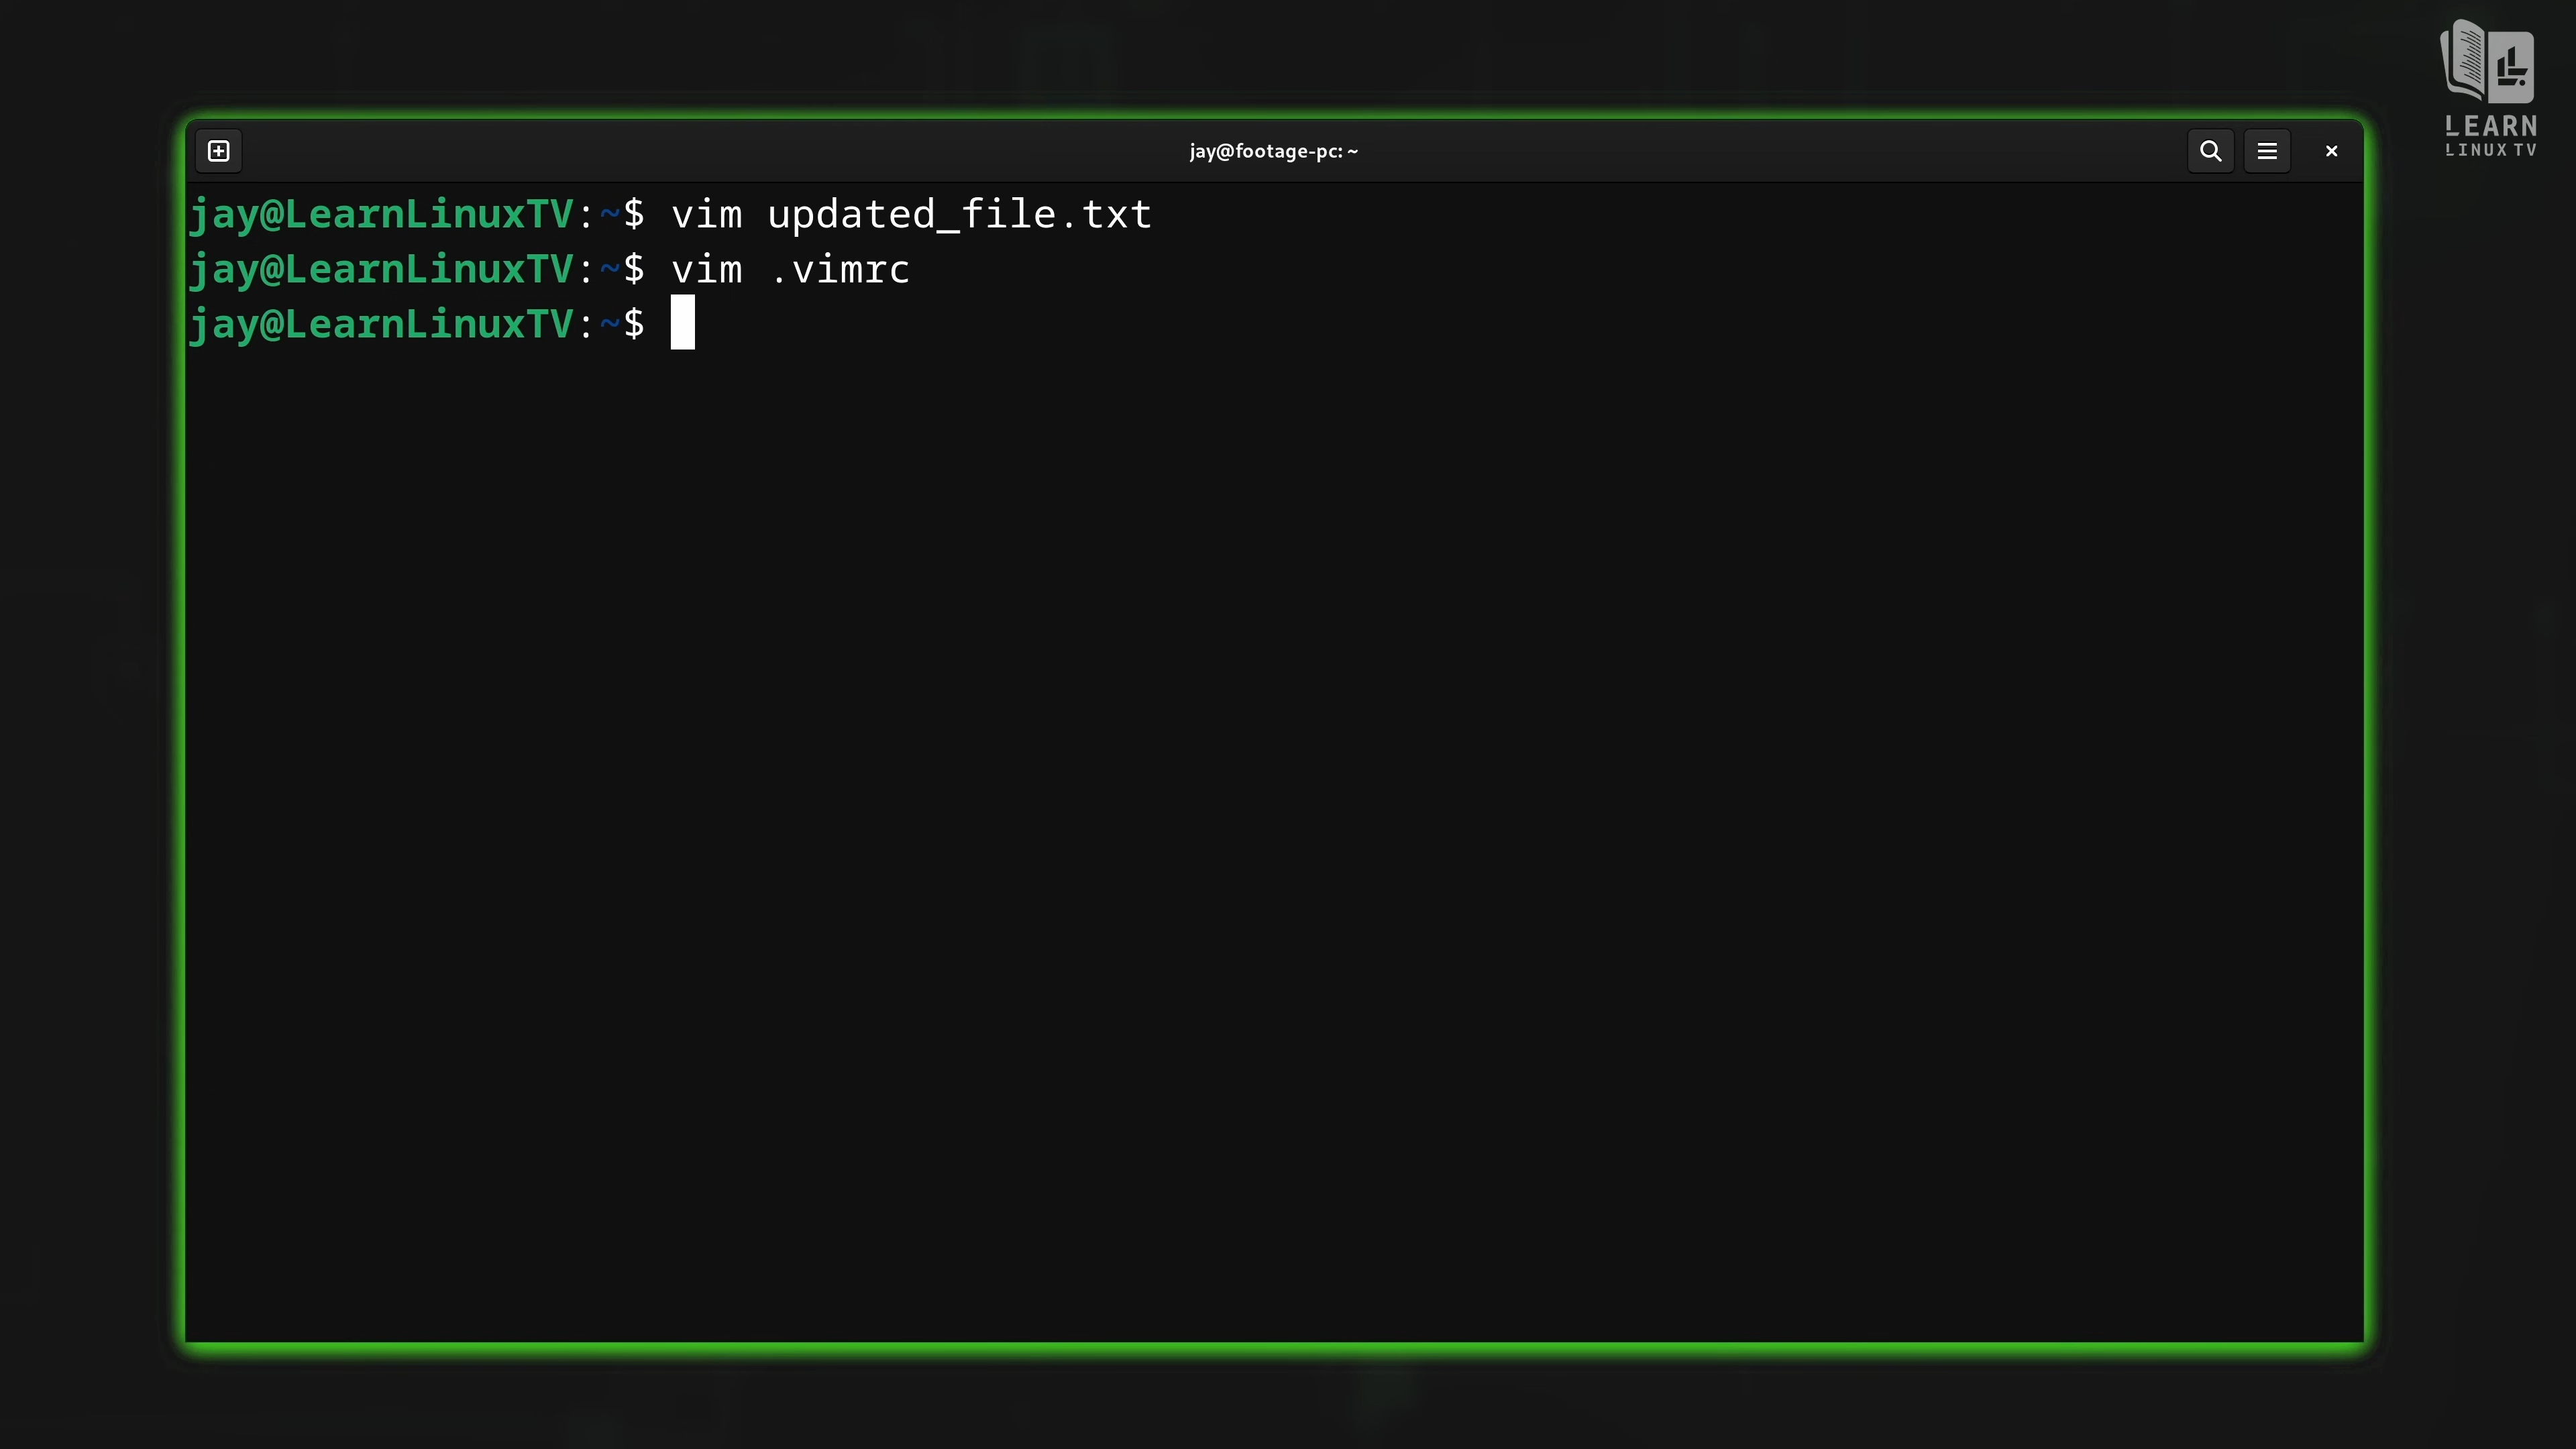 LEARN
LINUX TV
jay@footage-pc: ~
jay@LearnLinuxTV:~$ vim updated_file.txt
jay@LearnLinuxTV:~$ vim .vimrc
jay@LearnLinuxTV:~$